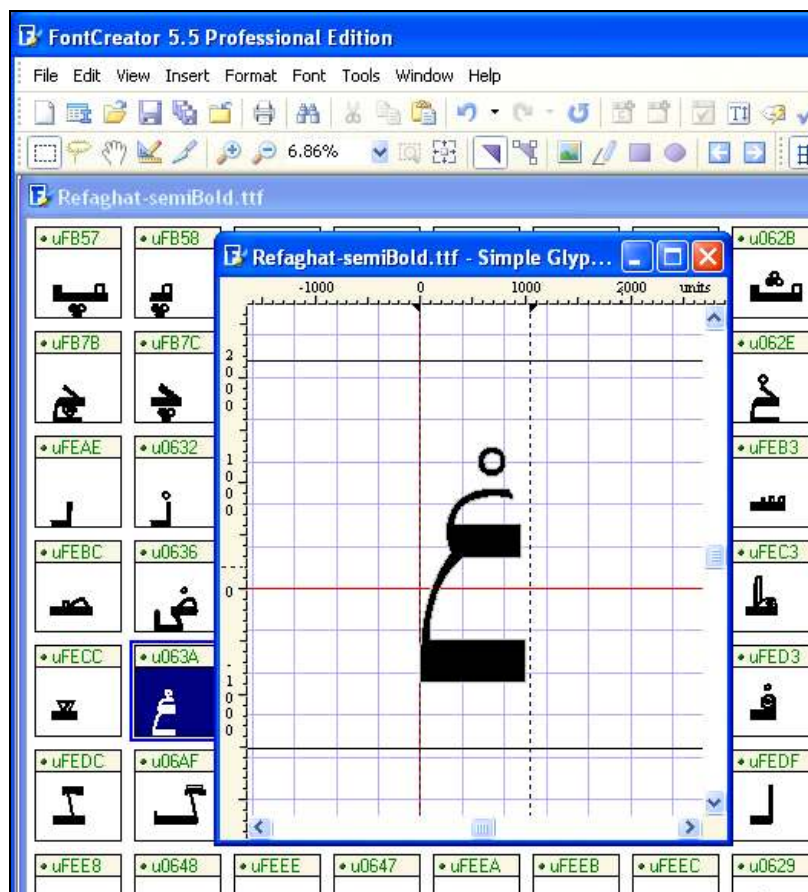 FontCreator 5.5 Professional Edition
File Edit View Insert Format Font Tools Window Help
6.86%
Refaghat-semiBold.ttf
uFB57 uFB58 u062B
Refaghat-semiBold.ttf - Simple Glyp...
-1000 0 1000 2000 units
uFB7B uFB7C u062E
2000
uFEAE u0632 uFEB3
1000
uFEBC u0636 uFEC3
0
uFECC u063A uFED3
غ
-1000
uFEDC u06AF uFEDF
uFEE8 u0648 uFEEE u0647 uFEEA uFEEB uFEEC u0629